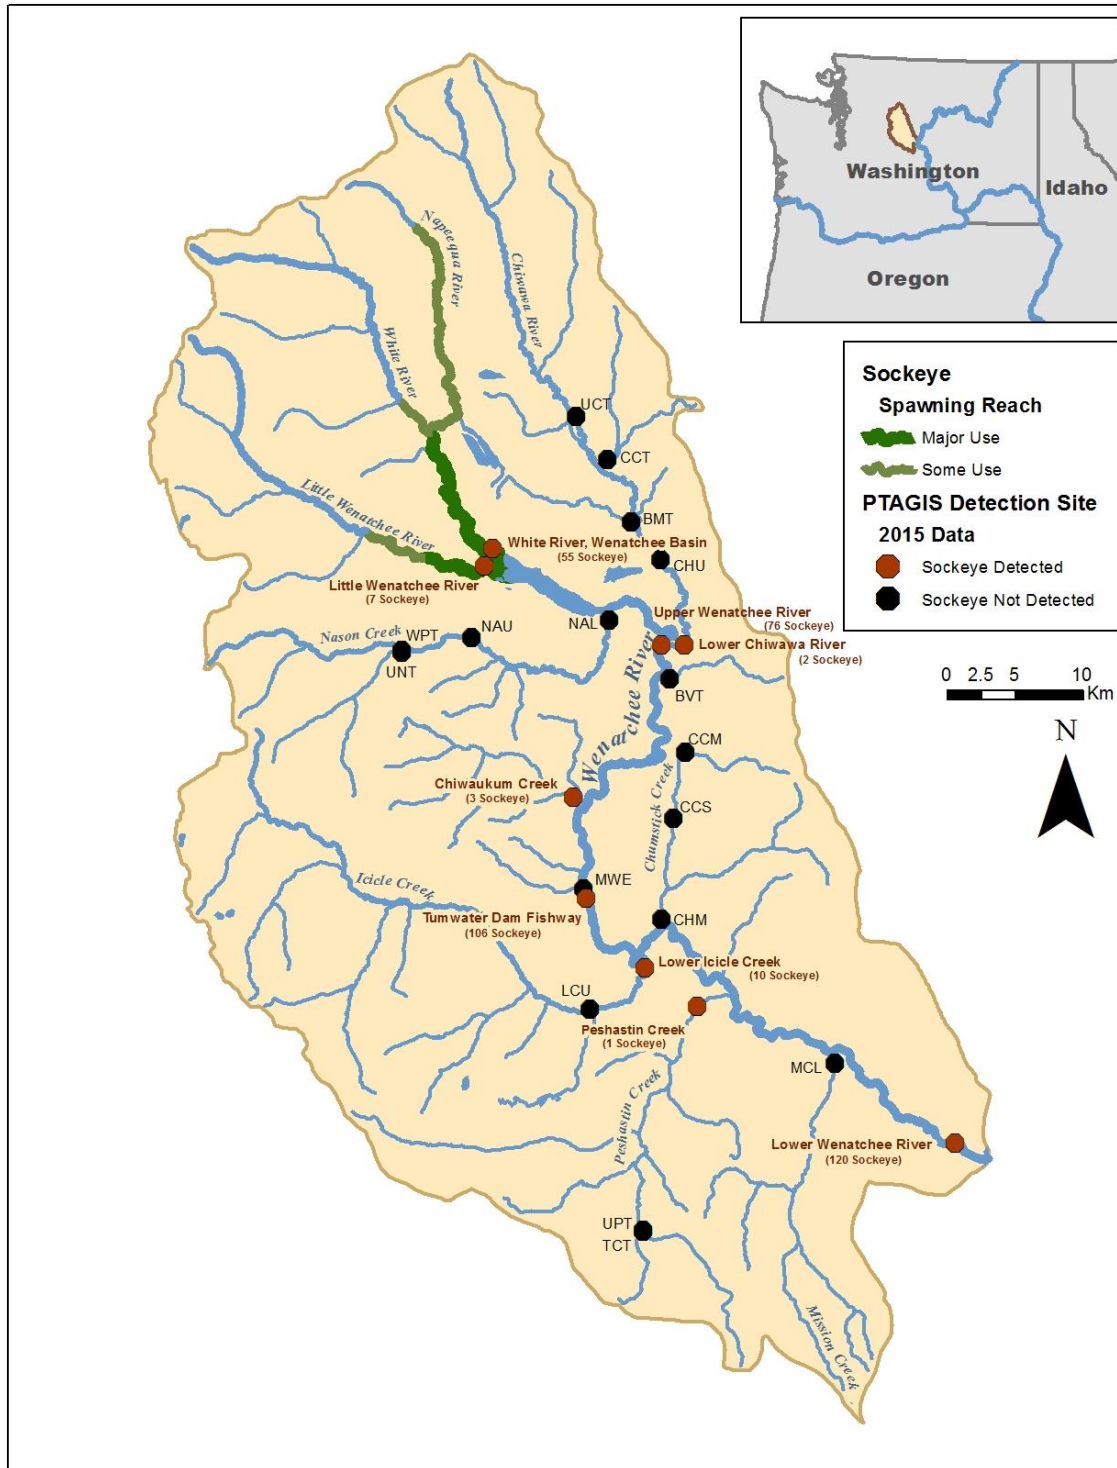 Washington
Idaho
Oregon
Sockeye
Spawning Reach
Major Use
Some Use
PTAGIS Detection Site
2015 Data
Sockeye Detected
Sockeye Not Detected
0 2.5 5 10
Km
N
Napeequa River
Chiwawa River
White River
Little Wenatchee River
UCT
CCT
BMT
CHU
White River, Wenatchee Basin
(55 Sockeye)
Little Wenatchee River
(7 Sockeye)
Upper Wenatchee River
(76 Sockeye)
Lower Chiwawa River
(2 Sockeye)
NAL
NAU
Nason Creek
WPT
UNT
BVT
Wenatchee River
CCM
Chiwaukum Creek
(3 Sockeye)
CCS
Chumstick Creek
MWE
Icicle Creek
Tumwater Dam Fishway
(106 Sockeye)
CHM
Lower Icicle Creek
(10 Sockeye)
LCU
Peshastin Creek
(1 Sockeye)
MCL
Peshastin Creek
Lower Wenatchee River
(120 Sockeye)
UPT
TCT
Mission Creek